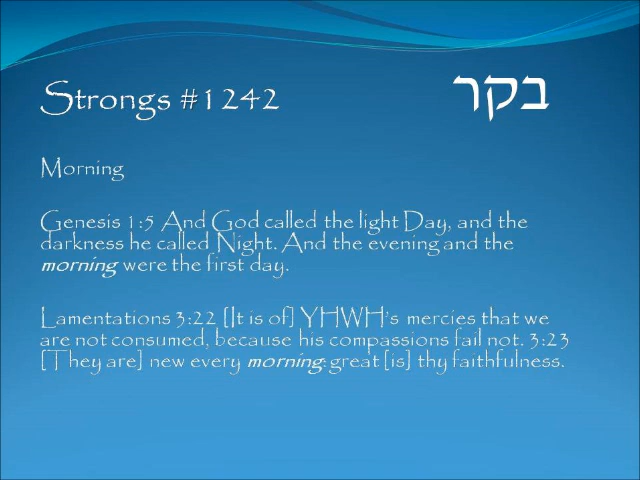 Strongs #1242 בקר
Morning
Genesis 1:5 And God called the light Day, and the
darkness he called Night. And the evening and the
morning were the first day.
Lamentations 3:22 [It is of] YHWH's mercies that we
are not consumed, because his compassions fail not. 3:23
[They are] new every morning: great [is] thy faithfulness.